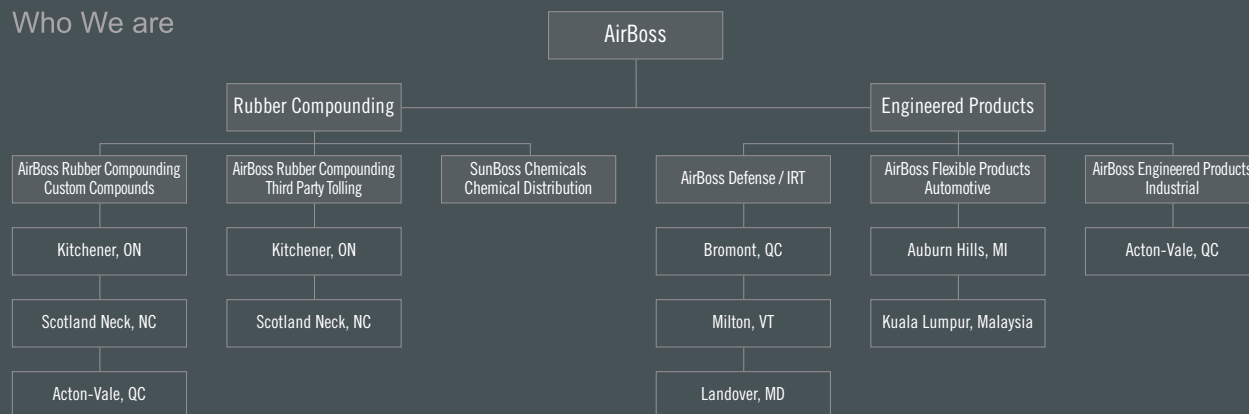 Who We are
AirBoss
Rubber Compounding
Engineered Products
AirBoss Rubber Compounding
Custom Compounds
AirBoss Rubber Compounding
Third Party Tolling
SunBoss Chemicals
Chemical Distribution
AirBoss Defense / IRT
AirBoss Flexible Products
Automotive
AirBoss Engineered Products
Industrial
Kitchener, ON
Kitchener, ON
Bromont, QC
Auburn Hills, MI
Acton-Vale, QC
Scotland Neck, NC
Scotland Neck, NC
Milton, VT
Kuala Lumpur, Malaysia
Acton-Vale, QC
Landover, MD